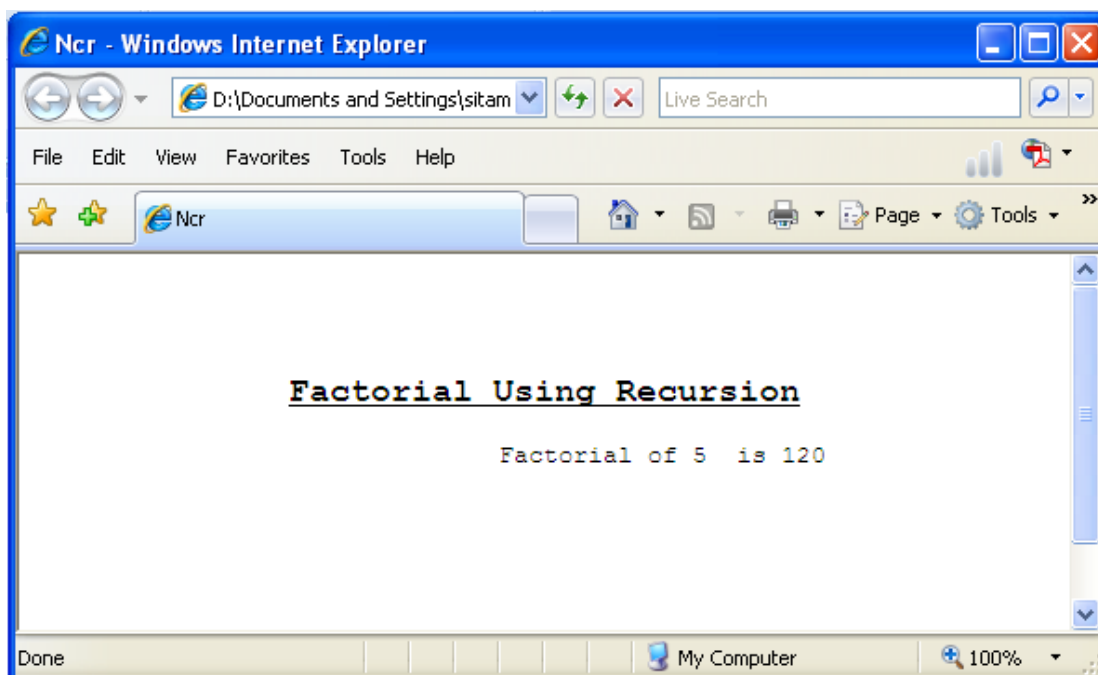 Ncr - Windows Internet Explorer
D:\Documents and Settings\sitam
Live Search
File Edit View Favorites Tools Help
Ncr
Page Tools »
Factorial Using Recursion
Factorial of 5  is 120
Done
My Computer
100%